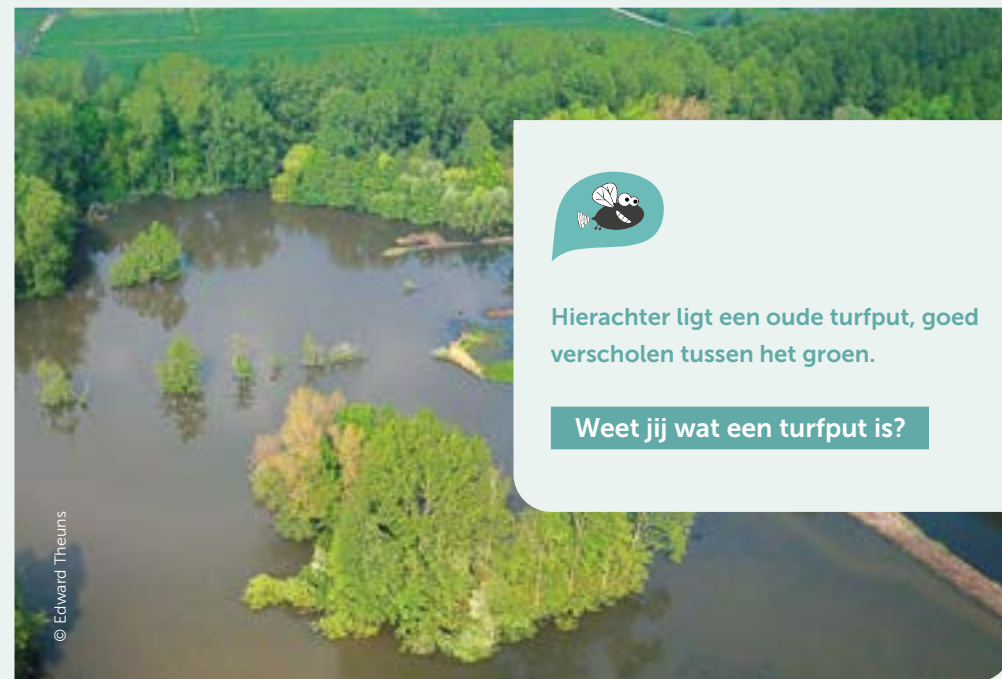 Hierachter ligt een oude turfput, goed
verscholen tussen het groen.
Weet jij wat een turfput is?
© Edward Theuns